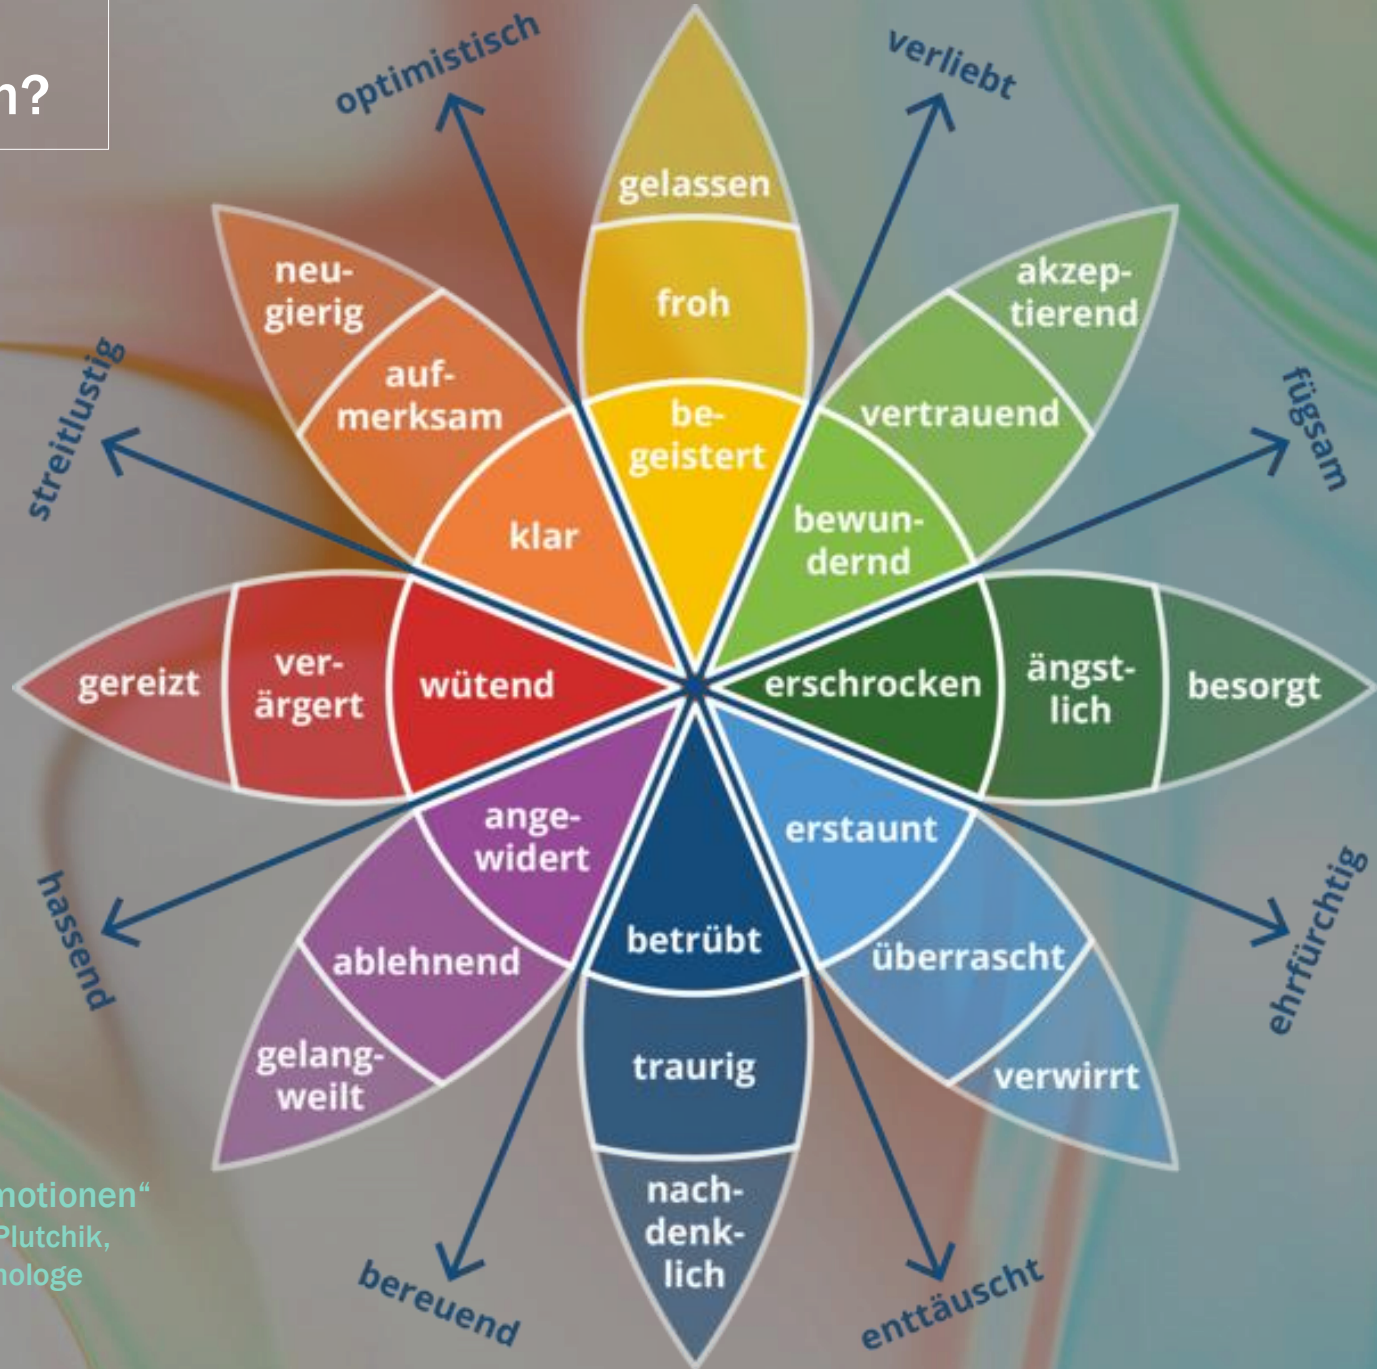 n?
optimistisch
verliebt
gelassen
neu-
gierig
akzep-
tierend
froh
auf-
merksam
vertrauend
streitlustig
fügsam
be-
geistert
klar
bewun-
dernd
gereizt
ver-
ärgert
wütend
erschrocken
ängst-
lich
besorgt
ange-
widert
erstaunt
hassend
ehrfürchtig
betrübt
ablehnend
überrascht
gelang-
weilt
traurig
verwirrt
nach-
denk-
lich
motionen“
Plutchik,
nologe
bereuend
enttäuscht